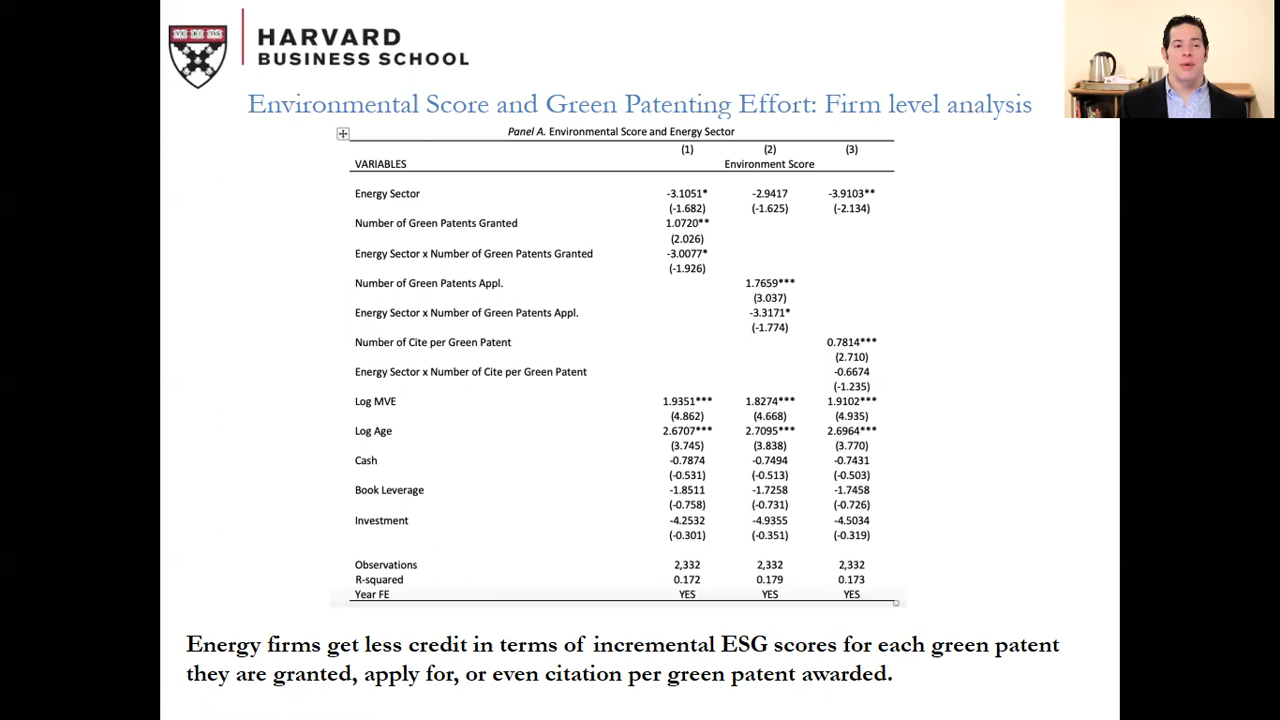 HARVARD
BUSINESS SCHOOL
Environmental Score and Green Patenting Effort: Firm level analysis
Panel A. Environmental Score and Energy Sector
(1) (2) (3)
VARIABLES Environment Score
Energy Sector -3.1051* -2.9417 -3.9103**
(-1.682) (-1.625) (-2.134)
Number of Green Patents Granted 1.0720**
(2.026)
Energy Sector x Number of Green Patents Granted -3.0077*
(-1.926)
Number of Green Patents Appl. 1.7659***
(3.037)
Energy Sector x Number of Green Patents Appl. -3.3171*
(-1.774)
Number of Cite per Green Patent 0.7814***
(2.710)
Energy Sector x Number of Cite per Green Patent -0.6674
(-1.235)
Log MVE 1.9351*** 1.8274*** 1.9102***
(4.862) (4.668) (4.935)
Log Age 2.6707*** 2.7095*** 2.6964***
(3.745) (3.838) (3.770)
Cash -0.7874 -0.7494 -0.7431
(-0.531) (-0.513) (-0.503)
Book Leverage -1.8511 -1.7258 -1.7458
(-0.758) (-0.731) (-0.726)
Investment -4.2532 -4.9355 -4.5034
(-0.301) (-0.351) (-0.319)
Observations 2,332 2,332 2,332
R-squared 0.172 0.179 0.173
Year FE YES YES YES
Energy firms get less credit in terms of incremental ESG scores for each green patent
they are granted, apply for, or even citation per green patent awarded.